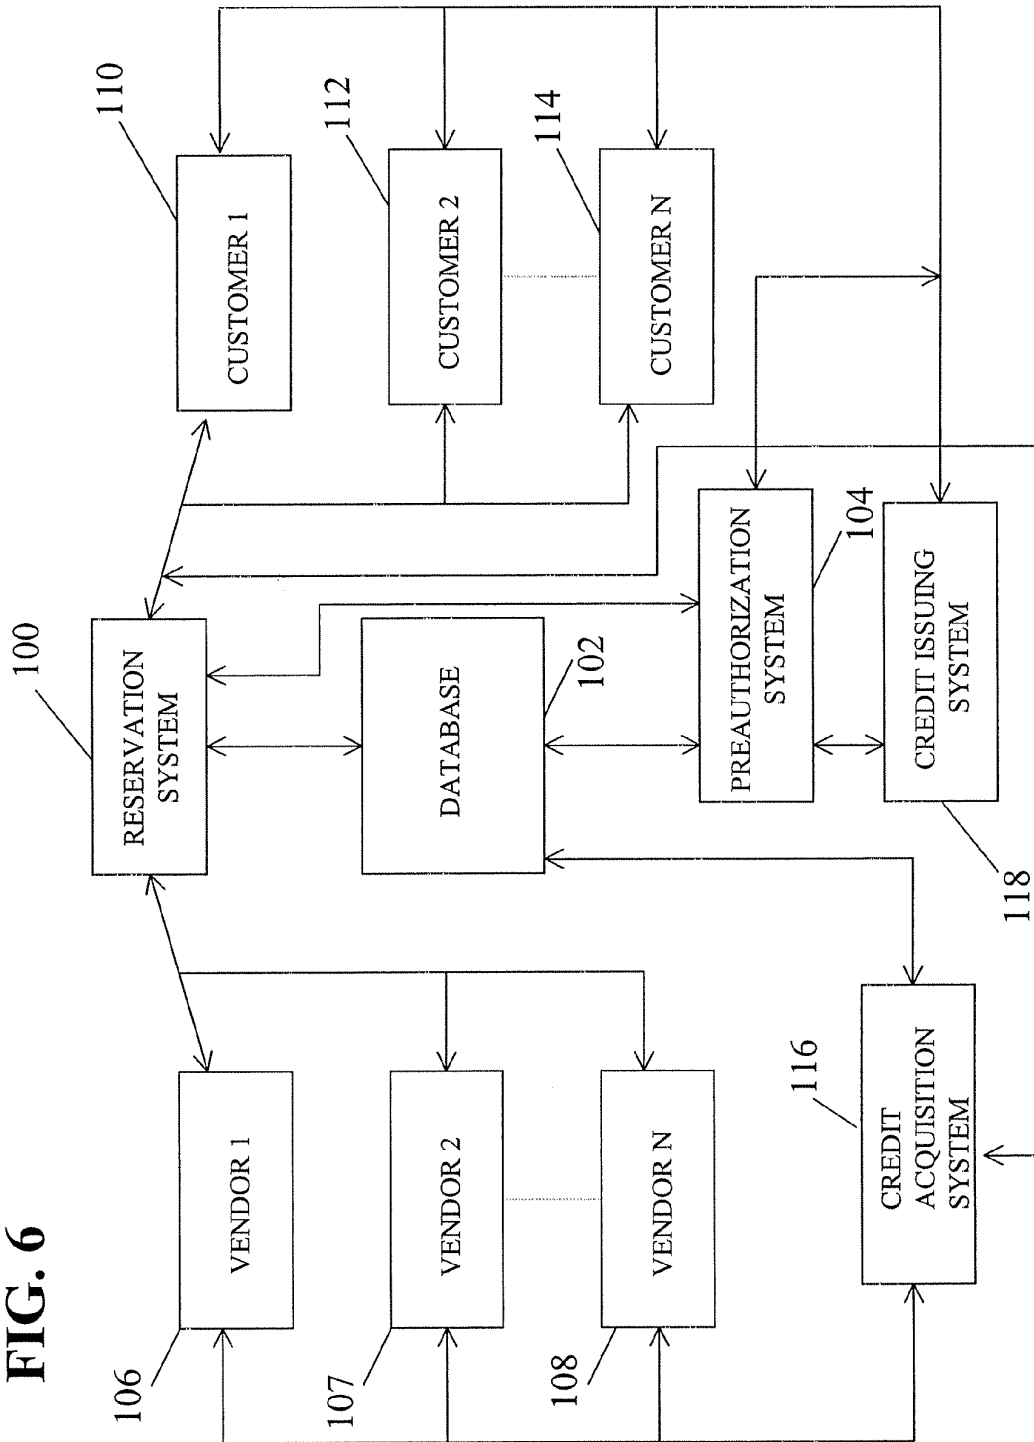 FIG. 6
100
RESERVATION
SYSTEM
106
VENDOR 1
110
CUSTOMER 1
107
VENDOR 2
DATABASE
102
112
CUSTOMER 2
108
VENDOR N
114
CUSTOMER N
PREAUTHORIZATION
SYSTEM
104
116
CREDIT
ACQUISITION
SYSTEM
CREDIT ISSUING
SYSTEM
118